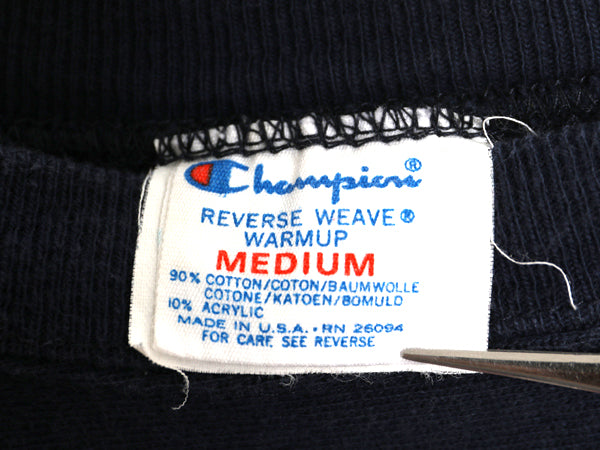 Champion®
REVERSE WEAVE®
WARMUP
MEDIUM
90% COTTON/COTON/BAUMWOLLE
COTONE/KATOEN/BOMULD
10% ACRYLIC
MADE IN U.S.A. • RN 26094
FOR CARE SEE REVERSE